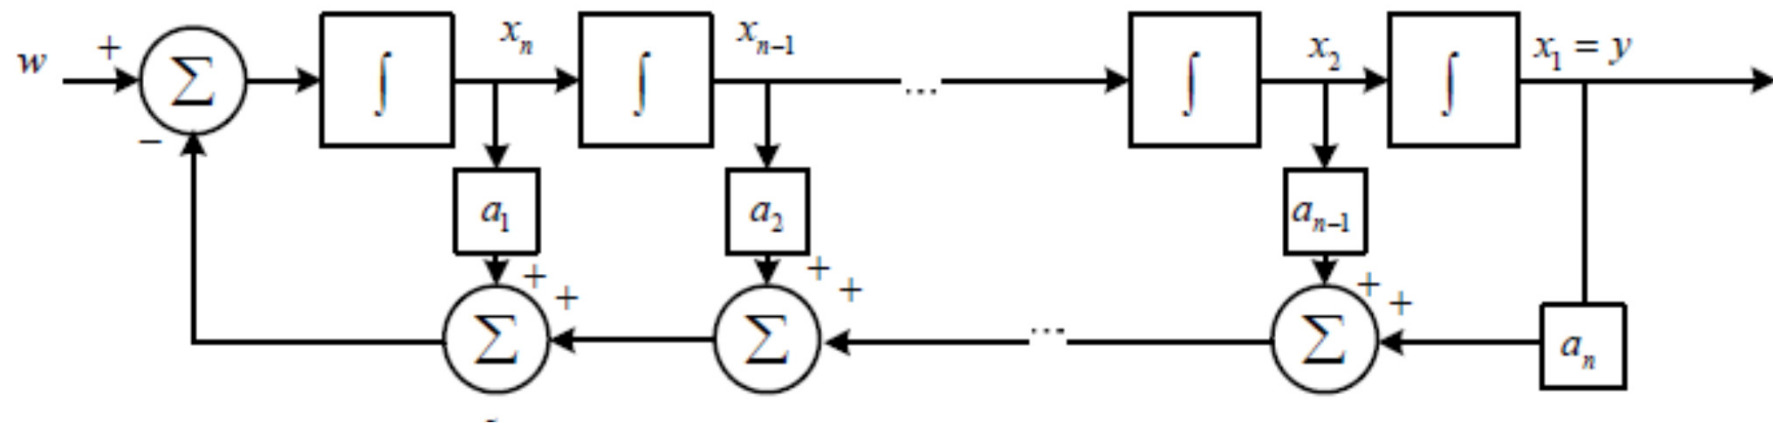 w + Σ ∫ xₙ ∫ xₙ₋₁ ... ∫ x₂ ∫ x₁ = y
−
a₁ a₂ aₙ₋₁
+ + + + + +
Σ Σ ... Σ aₙ